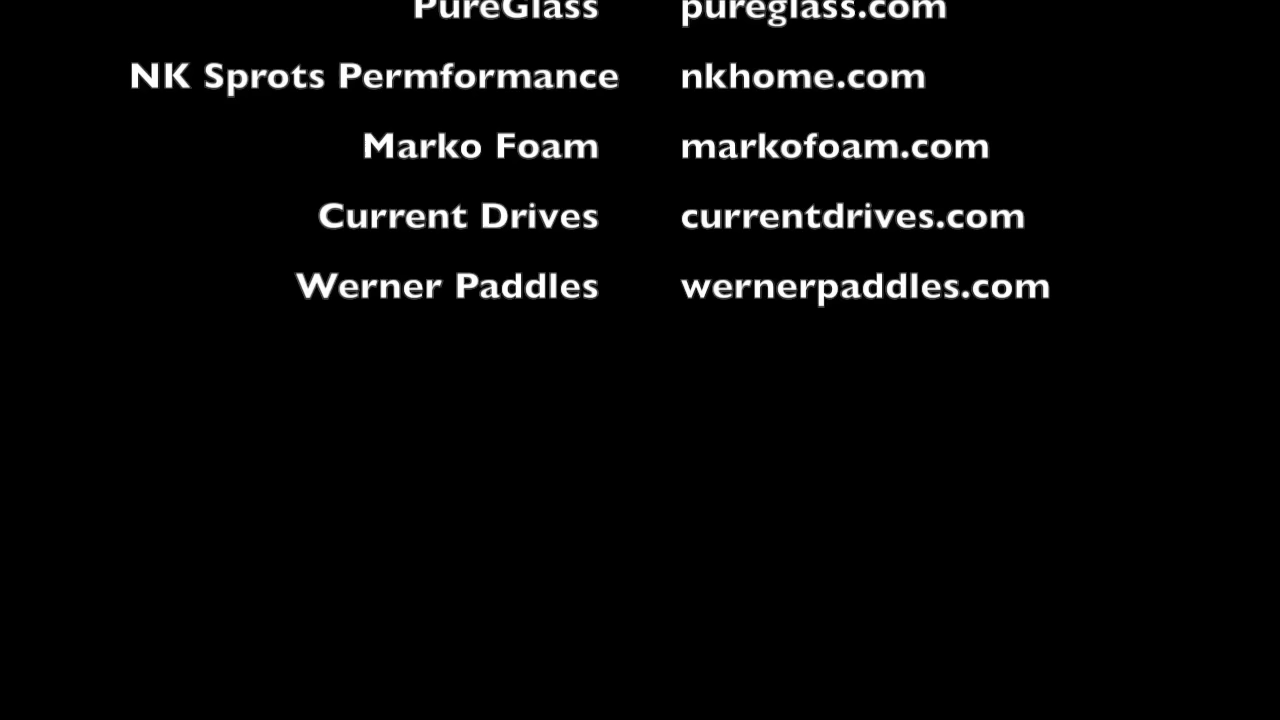 PureGlass pureglass.com
NK Sprots Permformance nkhome.com
Marko Foam markofoam.com
Current Drives currentdrives.com
Werner Paddles wernerpaddles.com